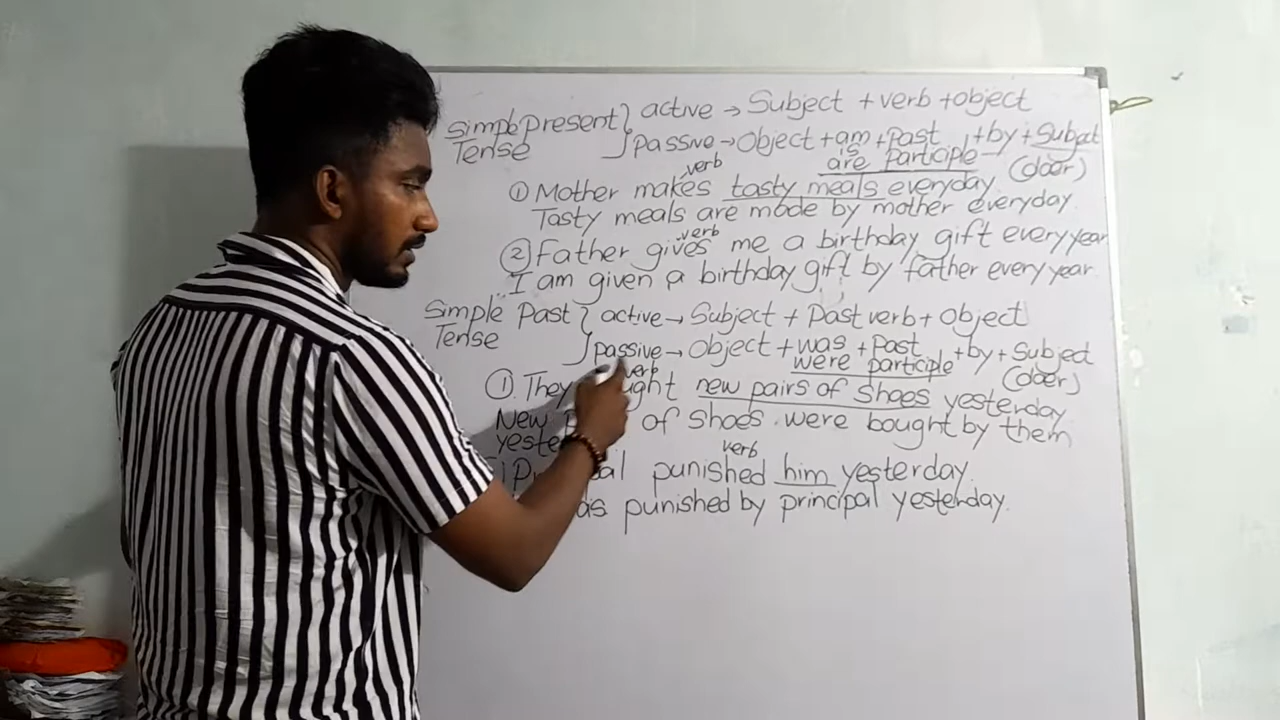 simple present } active → Subject + verb + object
Tense Passive → Object + am + Past + by + Subject
is
are participle (doer)
verb
① Mother makes tasty meals everyday
Tasty meals are made by mother everyday
verb
② Father gives me a birthday gift every year
I am given a birthday gift by father every year.
Simple Past } active → Subject + Past verb + object
Tense passive → Object + was + Past + by + Subject
were participle (doer)
verb
①. They new pairs of Shoes yesterday
New of Shoes were bought by them
verb
punished him yesterday.
punished by principal yesterday.